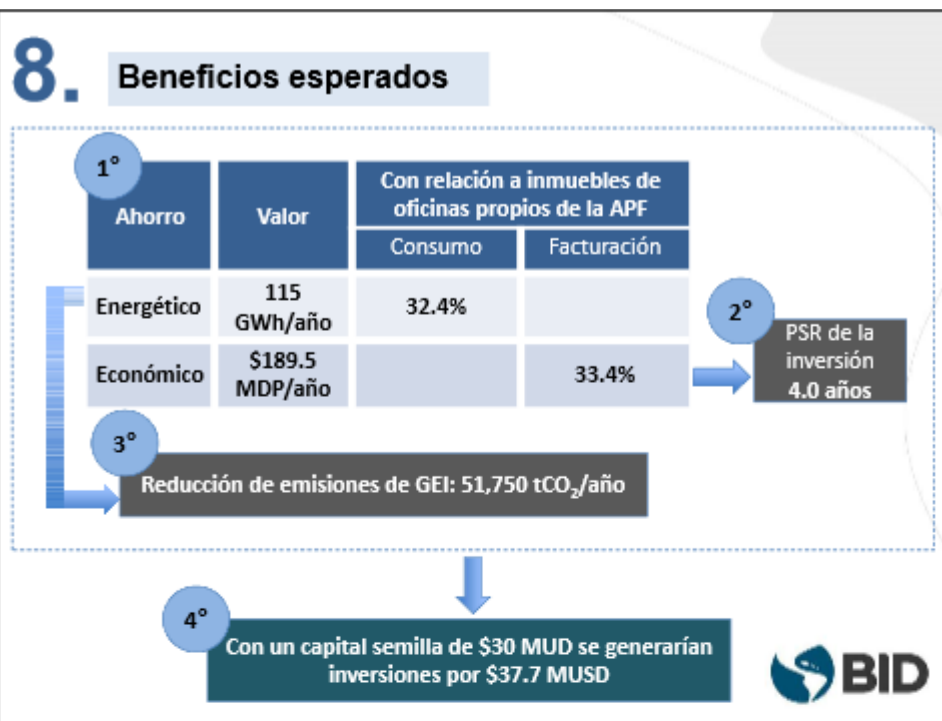 8.
Beneficios esperados
1°
Ahorro
Valor
Con relación a inmuebles de
oficinas propios de la APF
Consumo
Facturación
Energético
115
GWh/año
32.4%
Económico
$189.5
MDP/año
33.4%
2°
PSR de la
inversión
4.0 años
3°
Reducción de emisiones de GEI: 51,750 tCO₂/año
4°
Con un capital semilla de $30 MUD se generarían
inversiones por $37.7 MUSD
BID